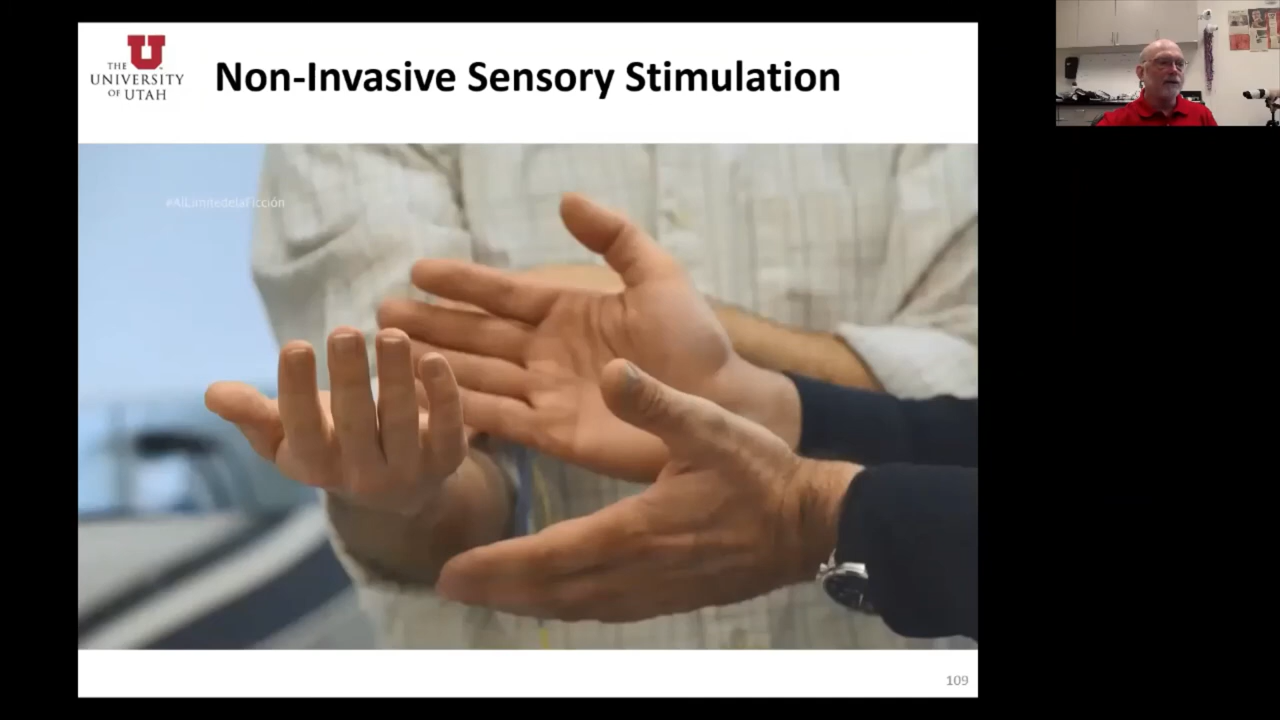 THE
UNIVERSITY
OF UTAH
Non-Invasive Sensory Stimulation
#AlLimitedelaFicción
109